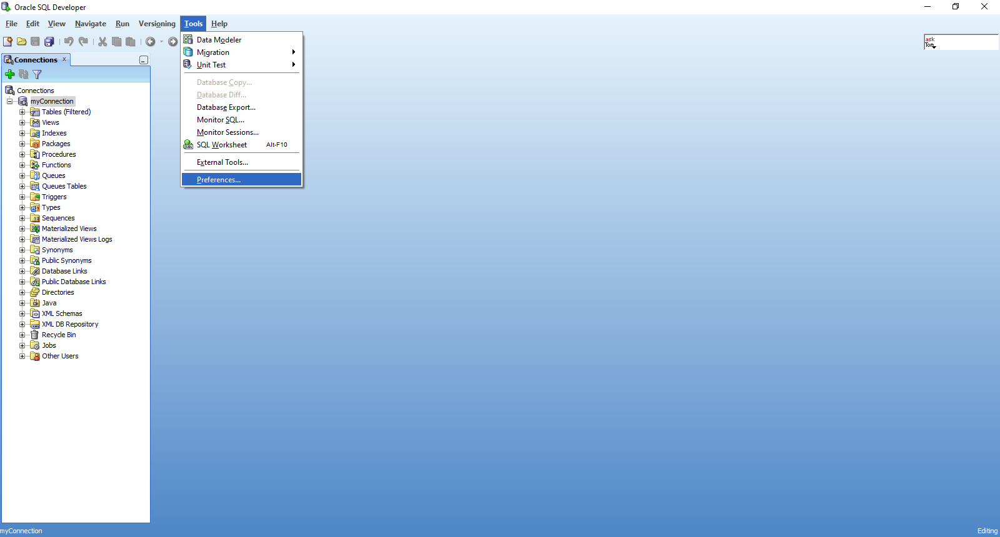 Oracle SQL Developer
File Edit View Navigate Run Versioning Tools Help
ask
Tom
Connections
Connections
myConnection
Tables (Filtered)
Views
Indexes
Packages
Procedures
Functions
Queues
Queues Tables
Triggers
Types
Sequences
Materialized Views
Materialized Views Logs
Synonyms
Public Synonyms
Database Links
Public Database Links
Directories
Java
XML Schemas
XML DB Repository
Recycle Bin
Jobs
Other Users
Data Modeler
Migration
Unit Test
Database Copy...
Database Diff...
Database Export...
Monitor SQL...
Monitor Sessions...
SQL Worksheet Alt-F10
External Tools...
Preferences...
myConnection
Editing